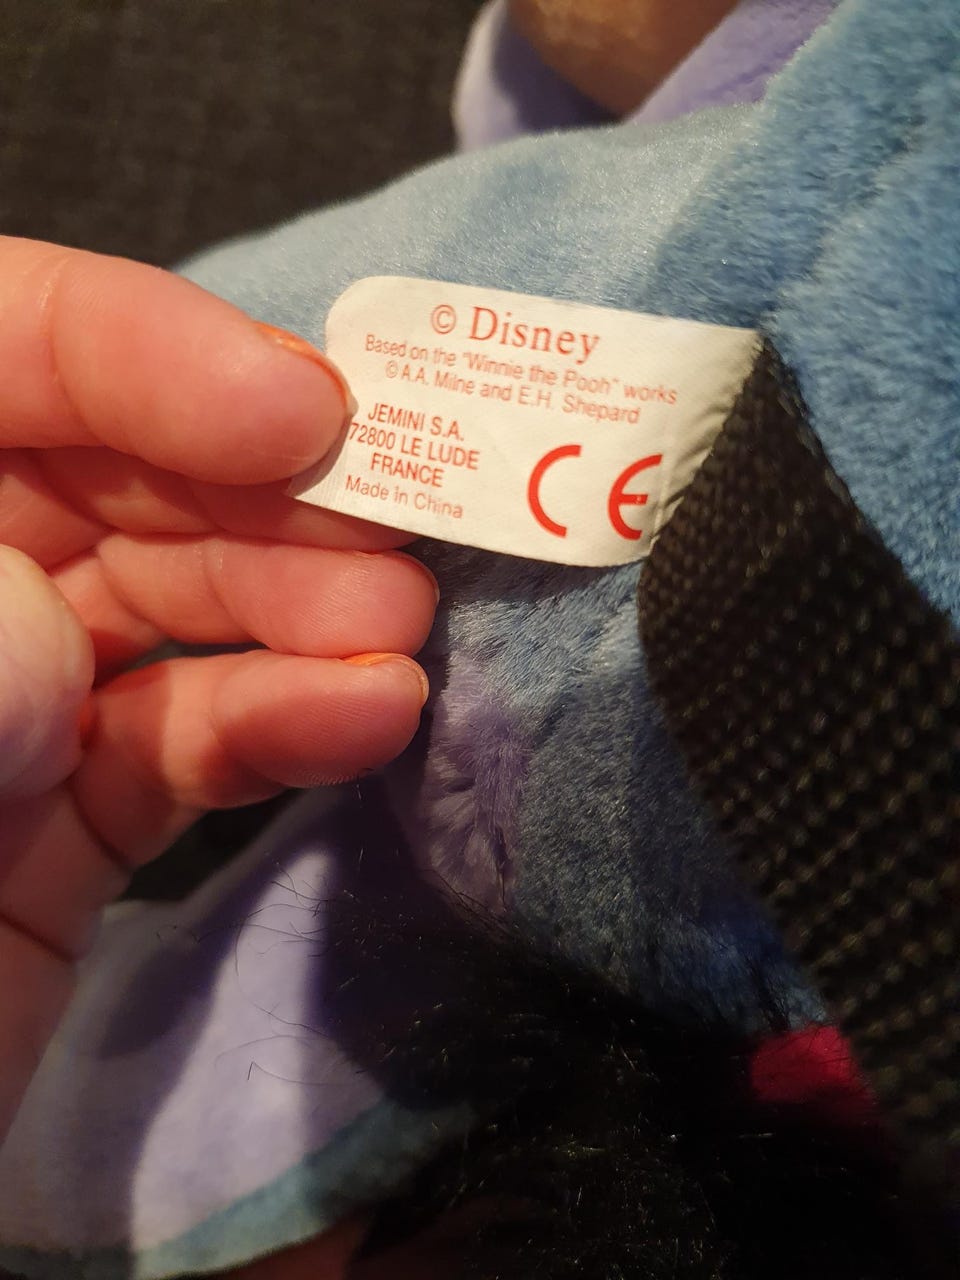 © Disney
Based on the "Winnie the Pooh" works
© A.A. Milne and E.H. Shepard
JEMINI S.A.
72800 LE LUDE
FRANCE
Made in China
CE